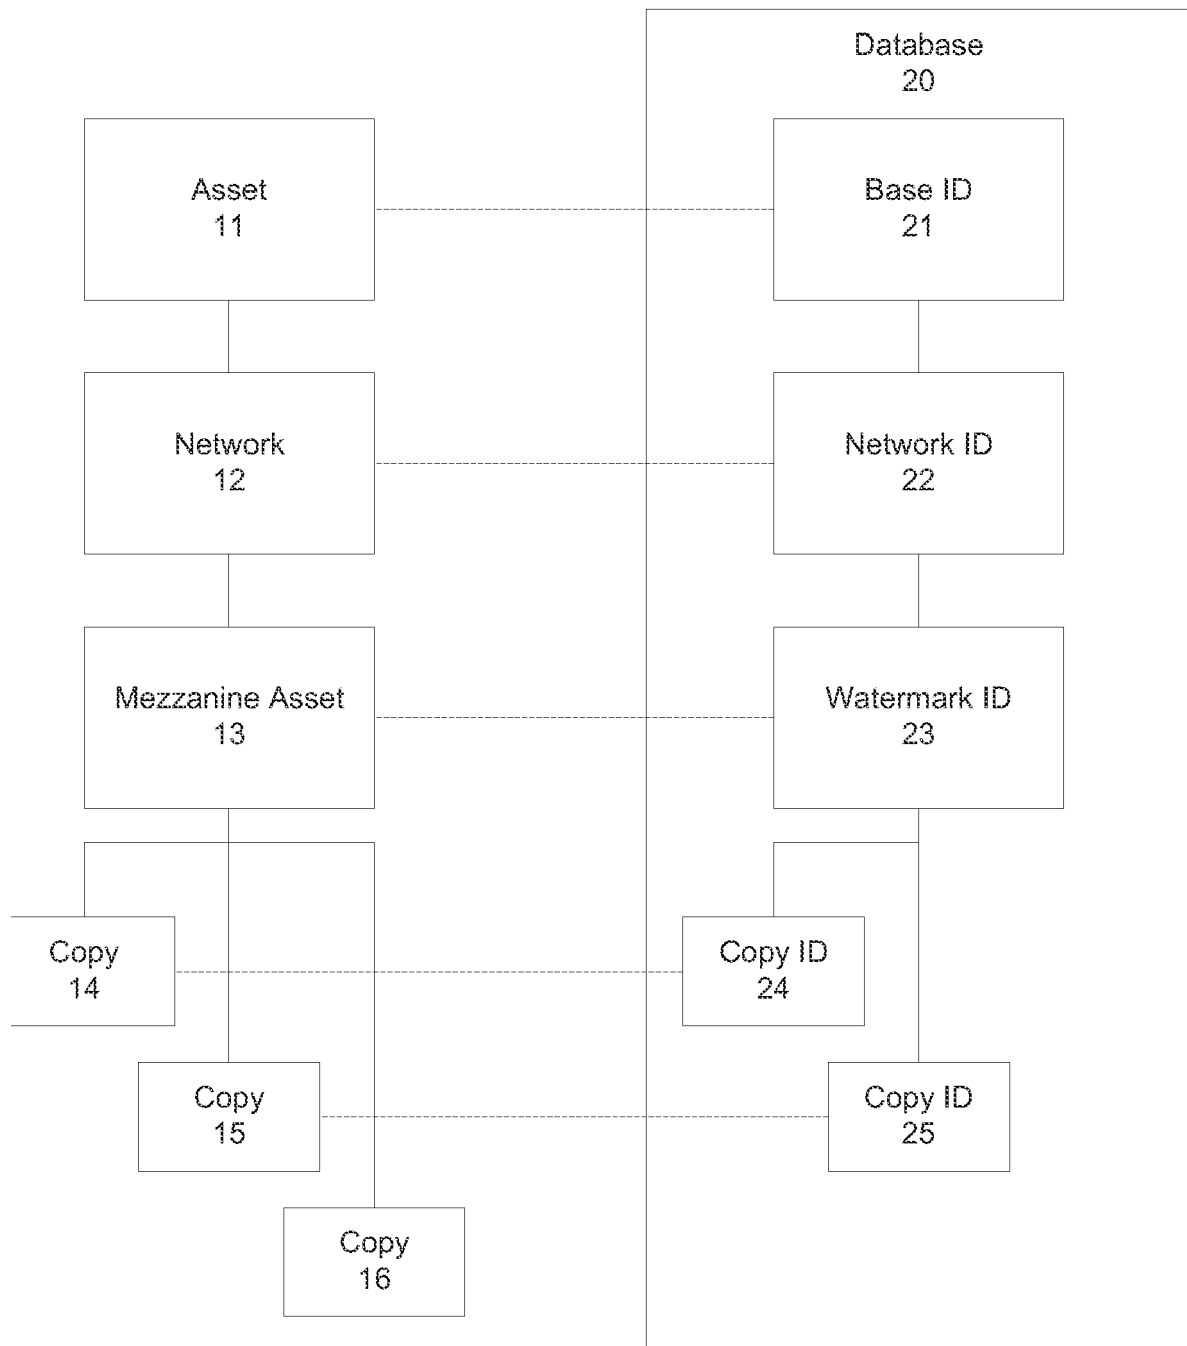 Database
20
Asset
11
Base ID
21
Network
12
Network ID
22
Mezzanine Asset
13
Watermark ID
23
Copy
14
Copy ID
24
Copy
15
Copy ID
25
Copy
16